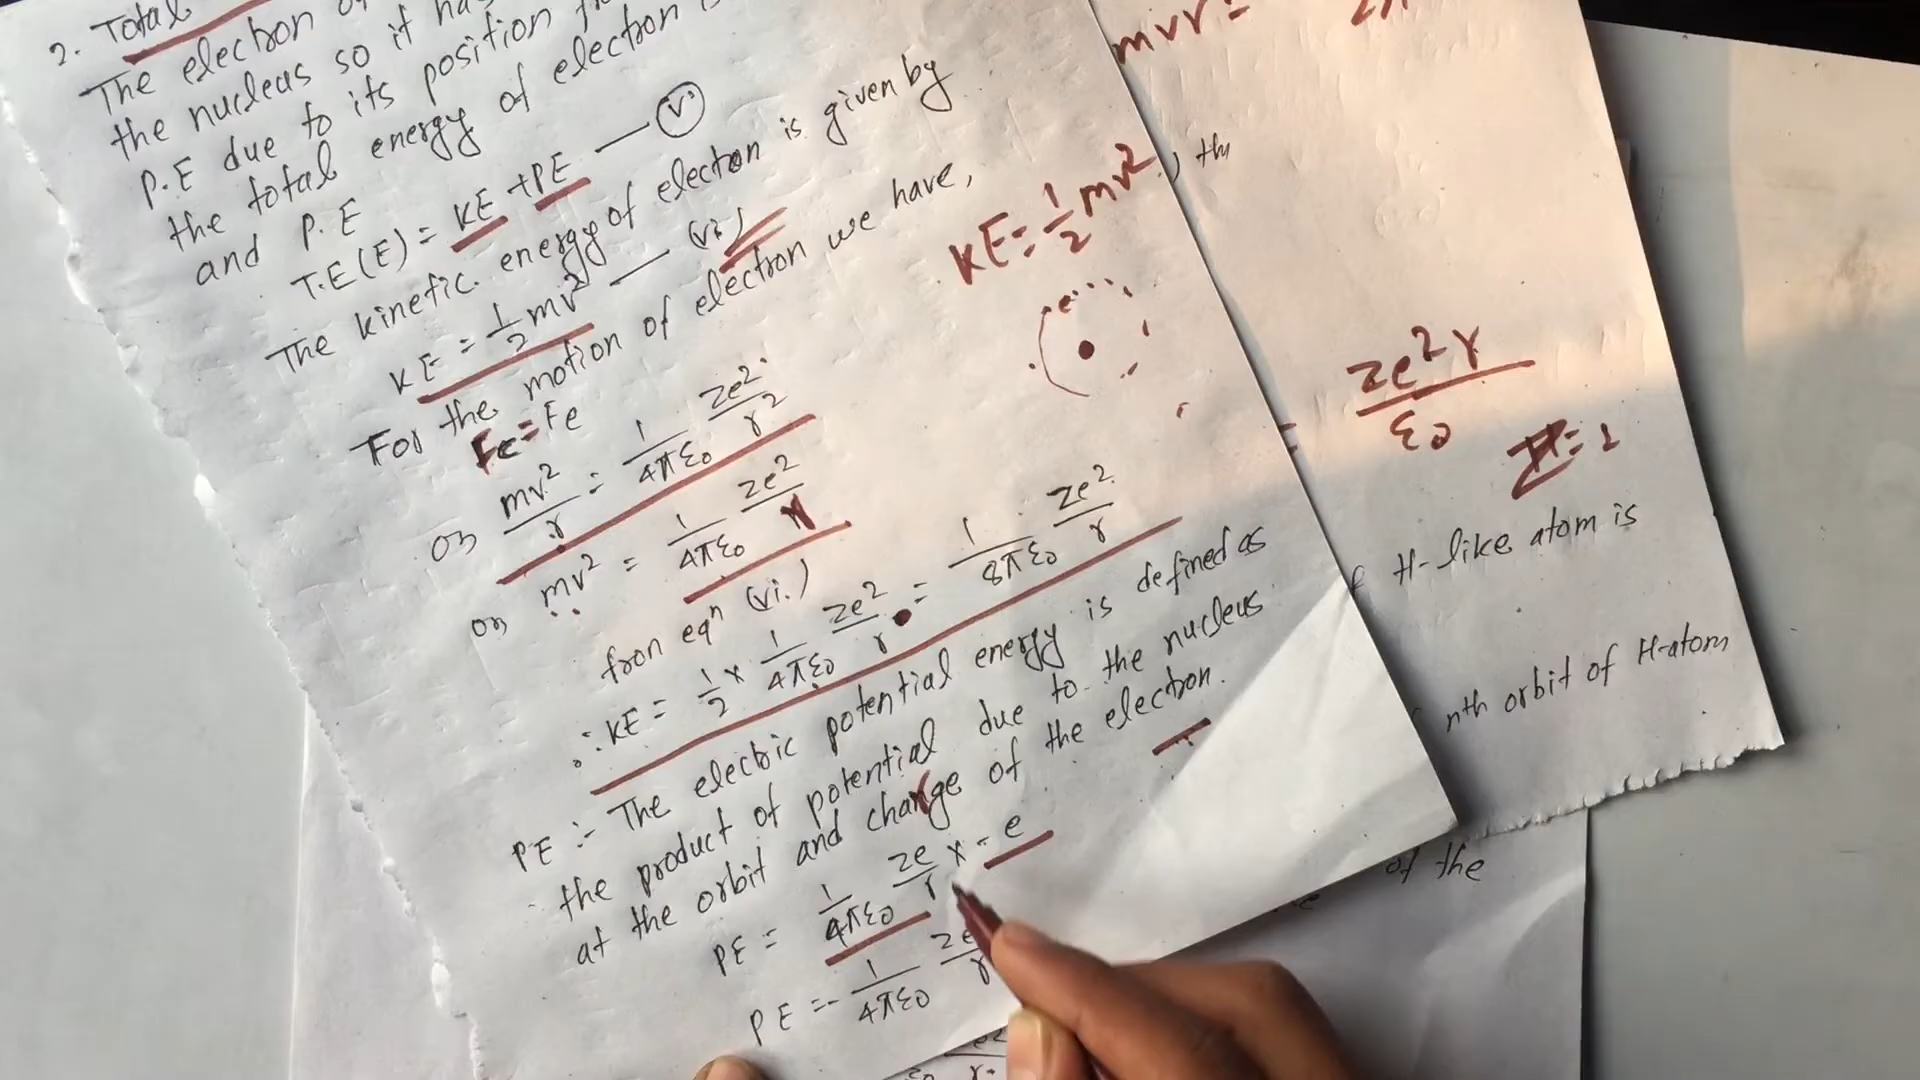 2. Total
The electron
the nucleus so it
P.E due to its position
the total energy of electron
and P.E
T.E(E) = KE +PE — (v)
The kinetic energy of electron is given by
KE = 1/2 mv² — (vi)
For the motion of electron we have,
Fc = Fe
or mv²/r = 1/4πε0 ze²/r²
or mv² = 1/4πε0 ze²/r
fron eqⁿ (vi.)
∴ KE = 1/2 × 1/4πε0 ze²/r = 1/8πε0 ze²/r
PE :- The electric potential energy is defined as
the product of potential due to the nucleus
at the orbit and charge of the electron.
PE = 1/4πε0 ze/r × - e
PE = - 1/4πε0
mvr =
KE = 1/2 mv²
ze²r
ε0
Z = 1
H-like atom is
nth orbit of H-atom
of the